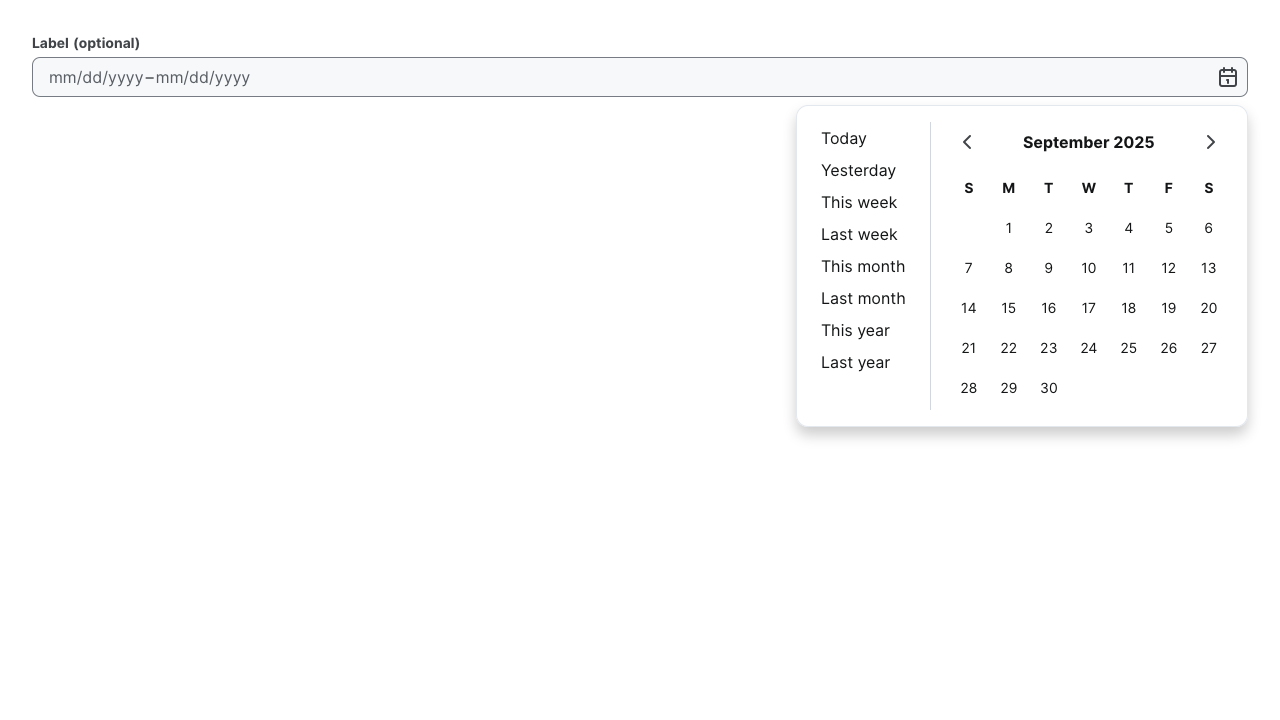 Label (optional)
mm/dd/yyyy–mm/dd/yyyy
Today
Yesterday
This week
Last week
This month
Last month
This year
Last year
September 2025
S M T W T F S
1 2 3 4 5 6
7 8 9 10 11 12 13
14 15 16 17 18 19 20
21 22 23 24 25 26 27
28 29 30